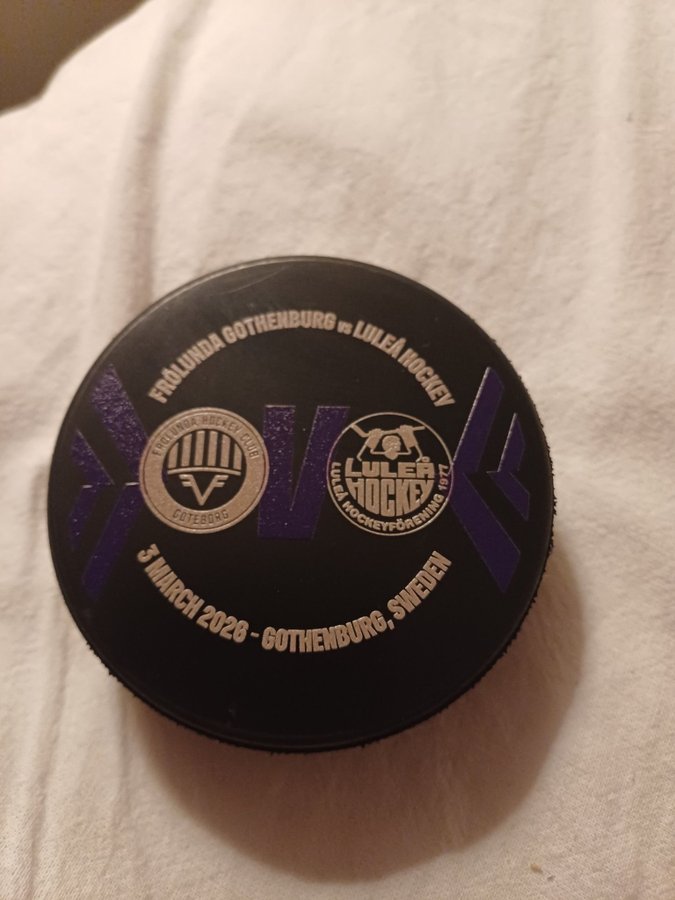 FRÖLUNDA GOTHENBURG vs LULEÅ HOCKEY
FRÖLUNDA HOCKEY CLUB
GÖTEBORG
V
LULEÅ
HOCKEY
LULEÅ HOCKEYFÖRENING 1977
3 MARCH 2026 - GOTHENBURG, SWEDEN